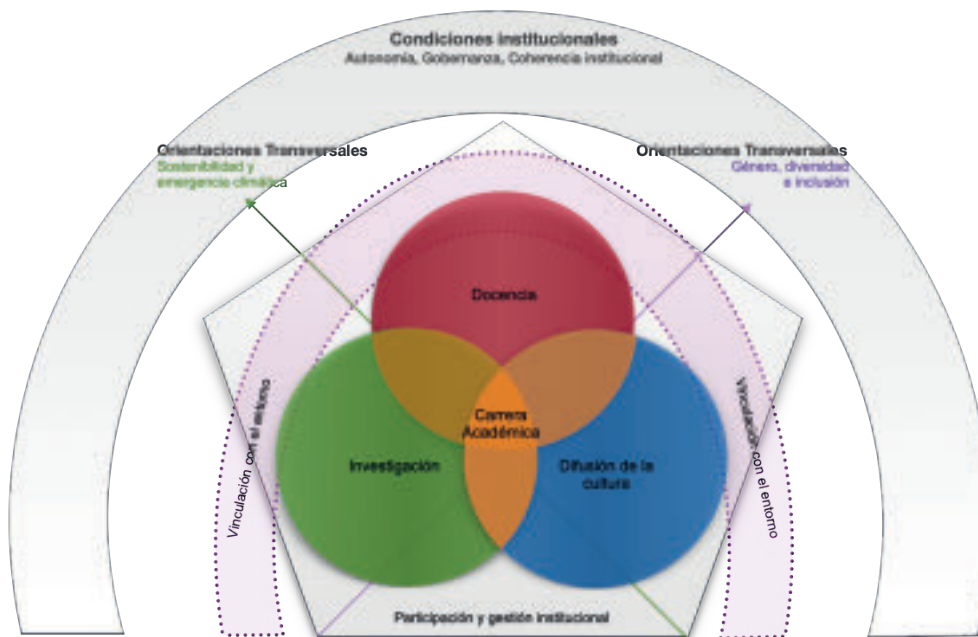 Condiciones institucionales
Autonomía, Gobernanza, Coherencia institucional
Orientaciones Transversales
Sostenibilidad y
emergencia climática
Orientaciones Transversales
Género, diversidad
e inclusión
Docencia
Vinculación con el entorno
Carrera
Académica
Vinculación con el entorno
Investigación
Difusión de la
cultura
Participación y gestión institucional